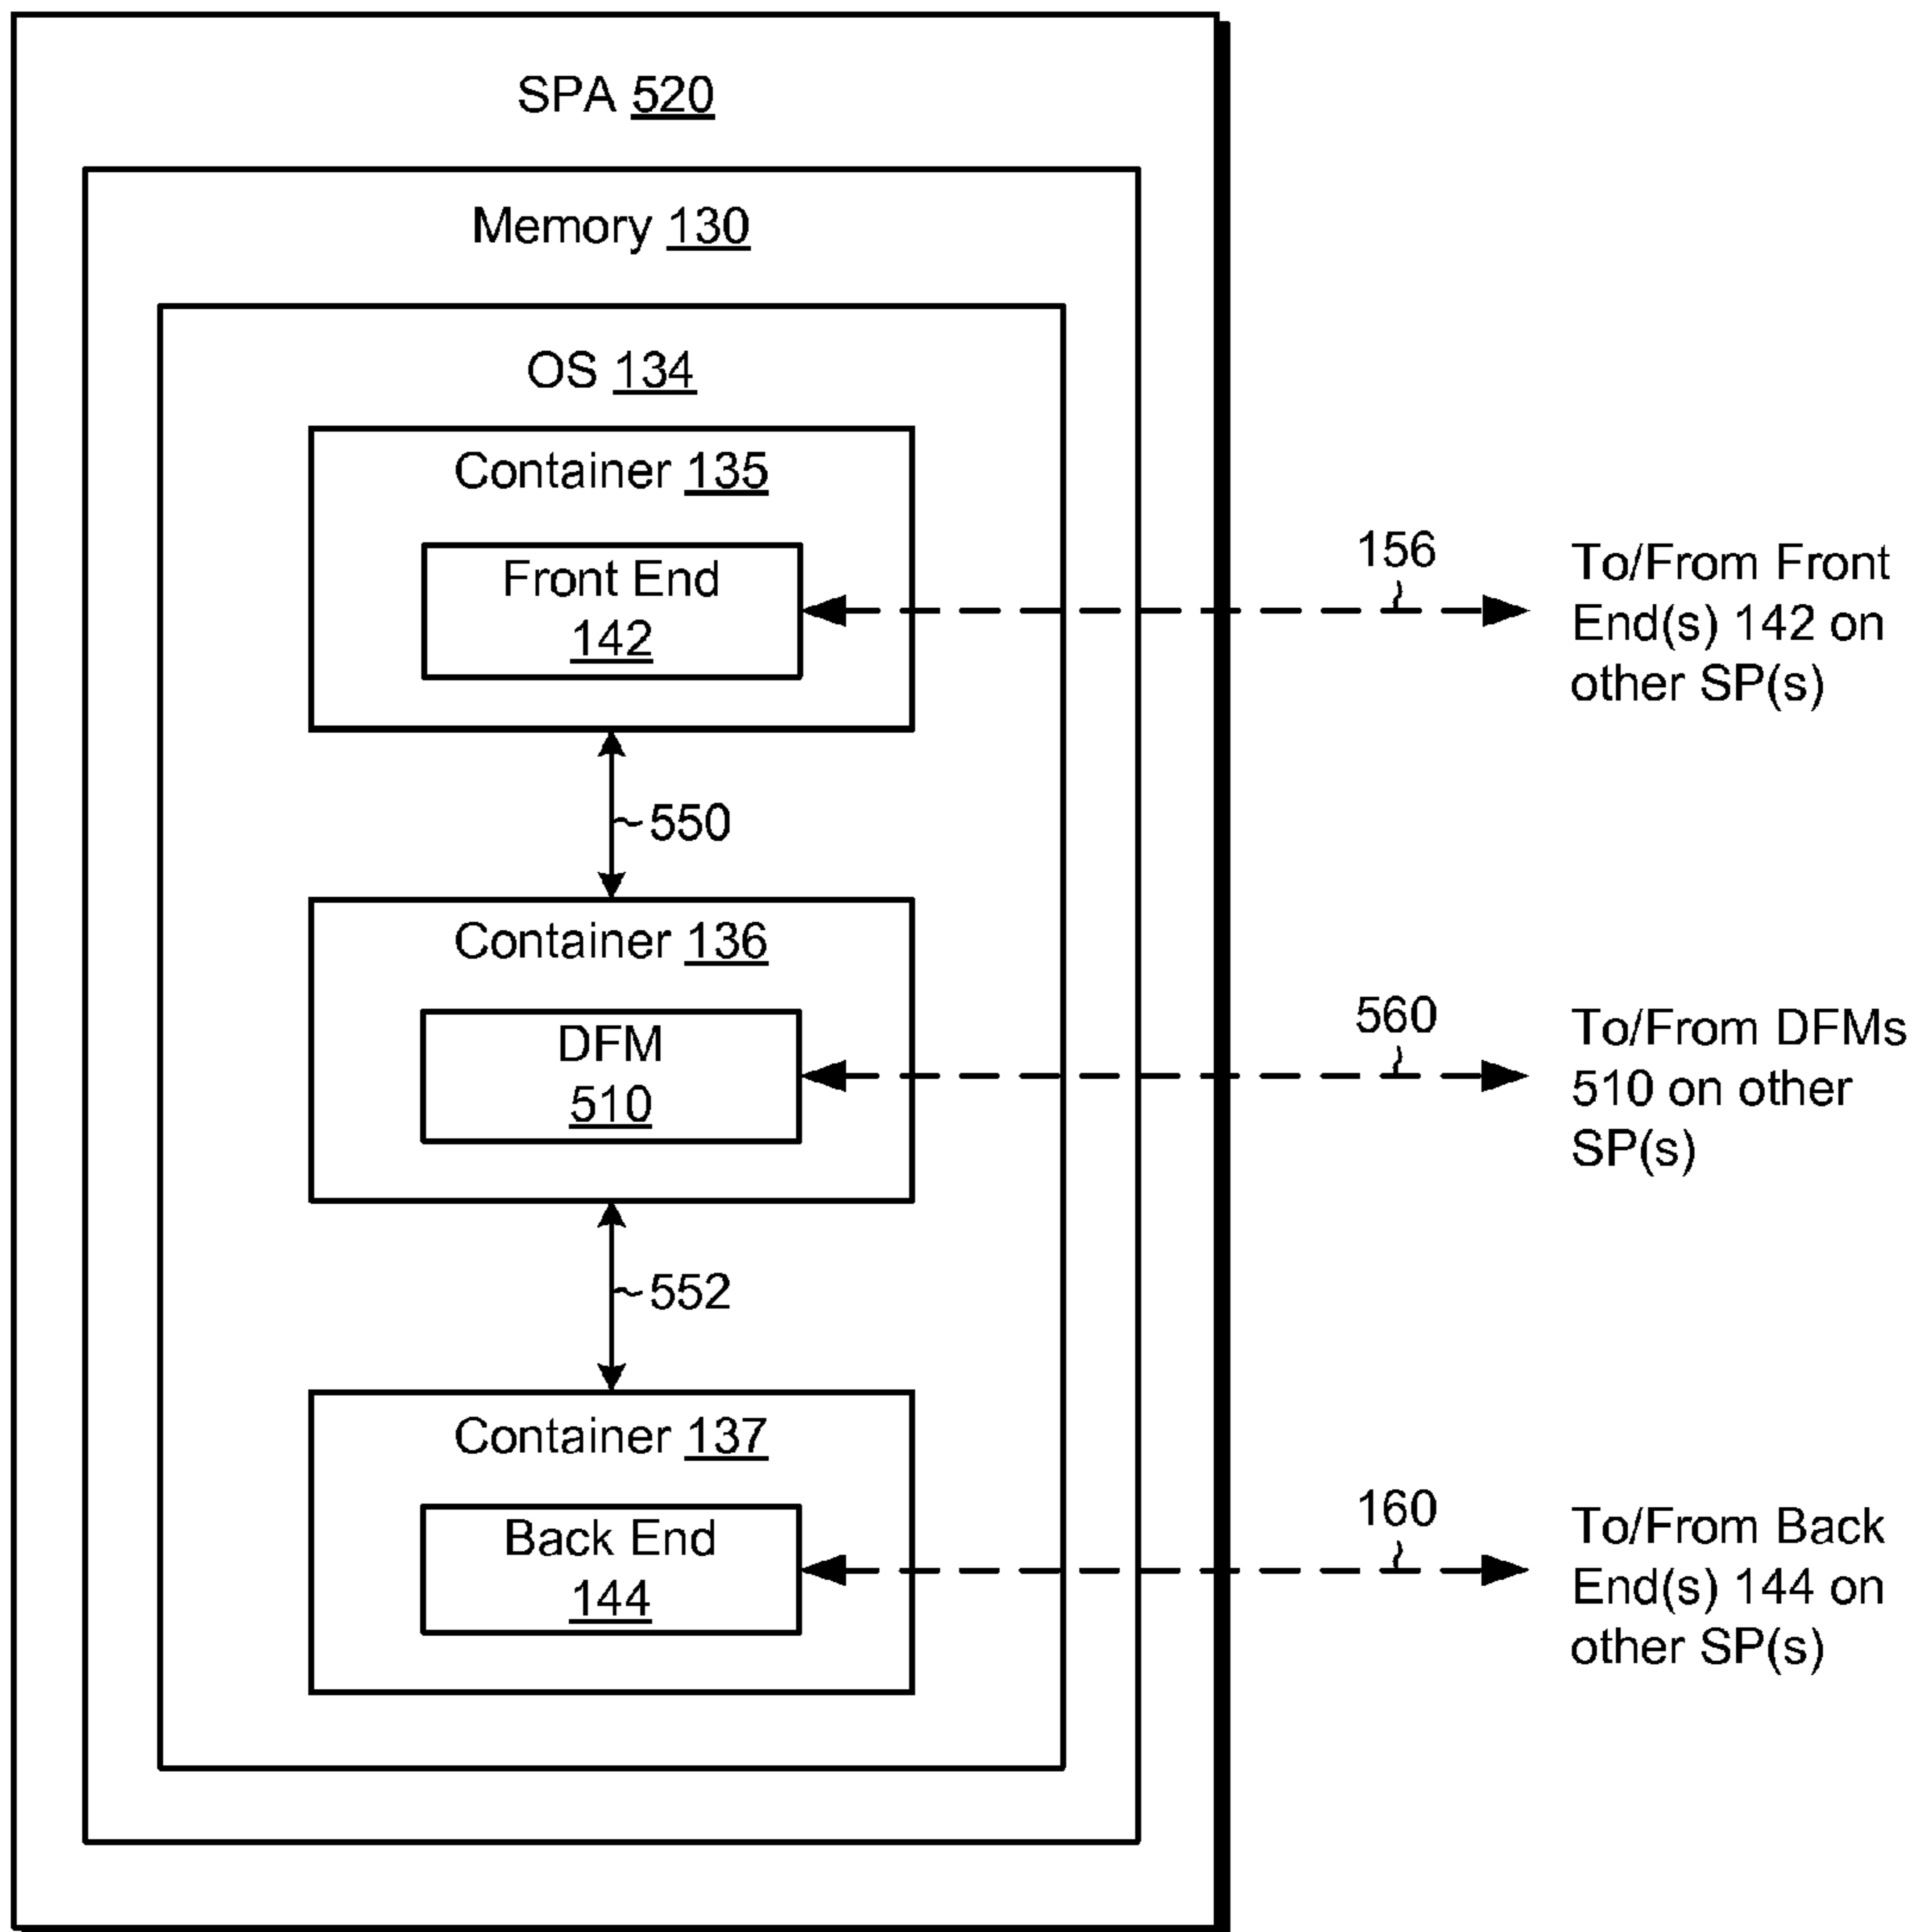 SPA 520
Memory 130
OS 134
Container 135
Front End
142
156
To/From Front
End(s) 142 on
other SP(s)
550
Container 136
DFM
510
560
To/From DFMs
510 on other
SP(s)
552
Container 137
Back End
144
160
To/From Back
End(s) 144 on
other SP(s)